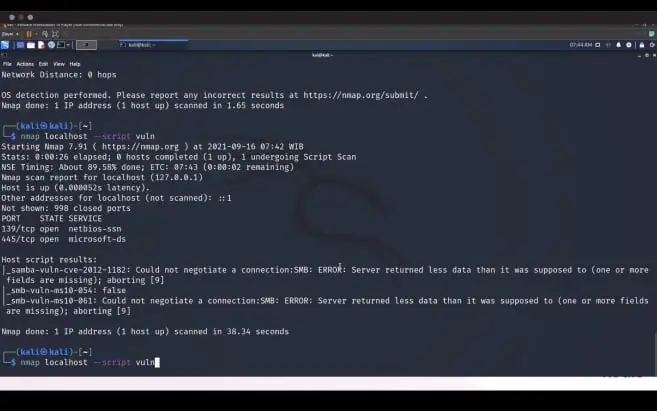 kali@kali: ~
07:44 AM
kali@kali: ~
File Actions Edit View Help
Network Distance: 0 hops
OS detection performed. Please report any incorrect results at https://nmap.org/submit/ .
Nmap done: 1 IP address (1 host up) scanned in 1.65 seconds
┌──(kali㉿kali)-[~]
└─$ nmap localhost --script vuln
Starting Nmap 7.91 ( https://nmap.org ) at 2021-09-16 07:42 WIB
Stats: 0:00:26 elapsed; 0 hosts completed (1 up), 1 undergoing Script Scan
NSE Timing: About 89.58% done; ETC: 07:43 (0:00:02 remaining)
Nmap scan report for localhost (127.0.0.1)
Host is up (0.000052s latency).
Other addresses for localhost (not scanned): ::1
Not shown: 998 closed ports
PORT STATE SERVICE
139/tcp open netbios-ssn
445/tcp open microsoft-ds
Host script results:
|_samba-vuln-cve-2012-1182: Could not negotiate a connection:SMB: ERROR: Server returned less data than it was supposed to (one or more
fields are missing); aborting [9]
|_smb-vuln-ms10-054: false
|_smb-vuln-ms10-061: Could not negotiate a connection:SMB: ERROR: Server returned less data than it was supposed to (one or more fields
are missing); aborting [9]
Nmap done: 1 IP address (1 host up) scanned in 38.34 seconds
┌──(kali㉿kali)-[~]
└─$ nmap localhost --script vuln